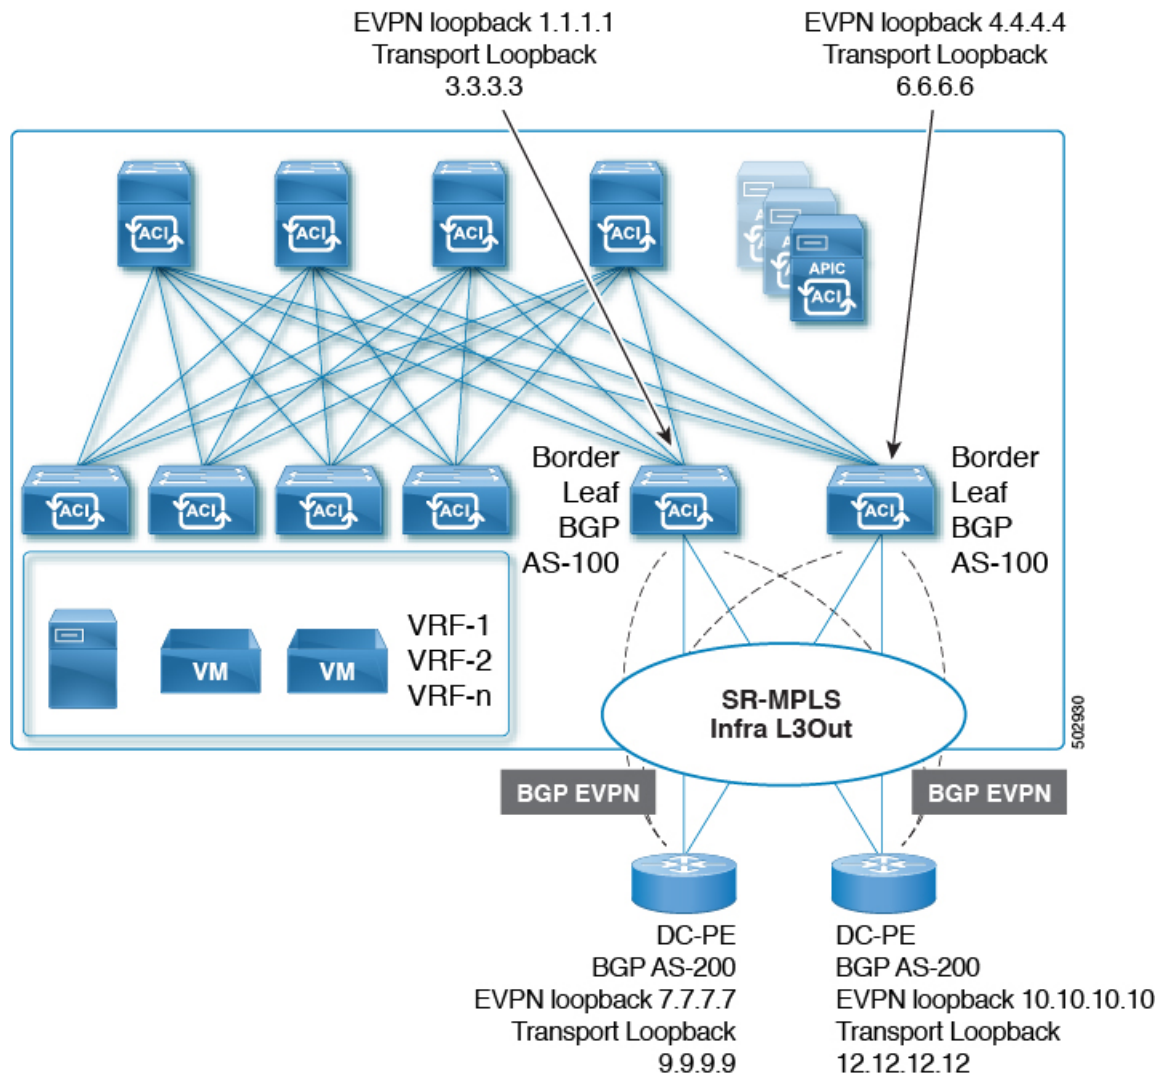 EVPN loopback 1.1.1.1
Transport Loopback
3.3.3.3
EVPN loopback 4.4.4.4
Transport Loopback
6.6.6.6
ACI
ACI
ACI
ACI
A
A
APIC
ACI
ACI
ACI
ACI
ACI
Border
Leaf
BGP
AS-100
ACI
ACI
Border
Leaf
BGP
AS-100
VM
VM
VRF-1
VRF-2
VRF-n
SR-MPLS
Infra L3Out
502930
BGP EVPN
BGP EVPN
DC-PE
BGP AS-200
EVPN loopback 7.7.7.7
Transport Loopback
9.9.9.9
DC-PE
BGP AS-200
EVPN loopback 10.10.10.10
Transport Loopback
12.12.12.12